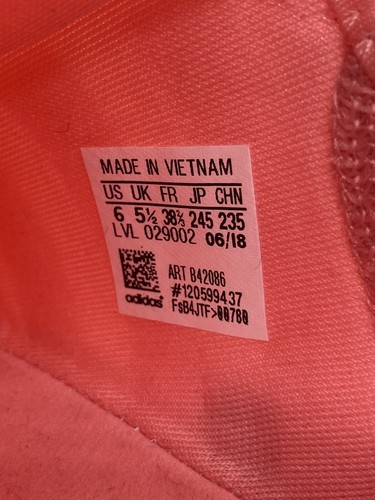 MADE IN VIETNAM
US UK FR JP CHN
6 5½ 38⅔ 245 235
LVL 029002 06/18
ART B42086
#120599437
adidas FsB4JTF>00780